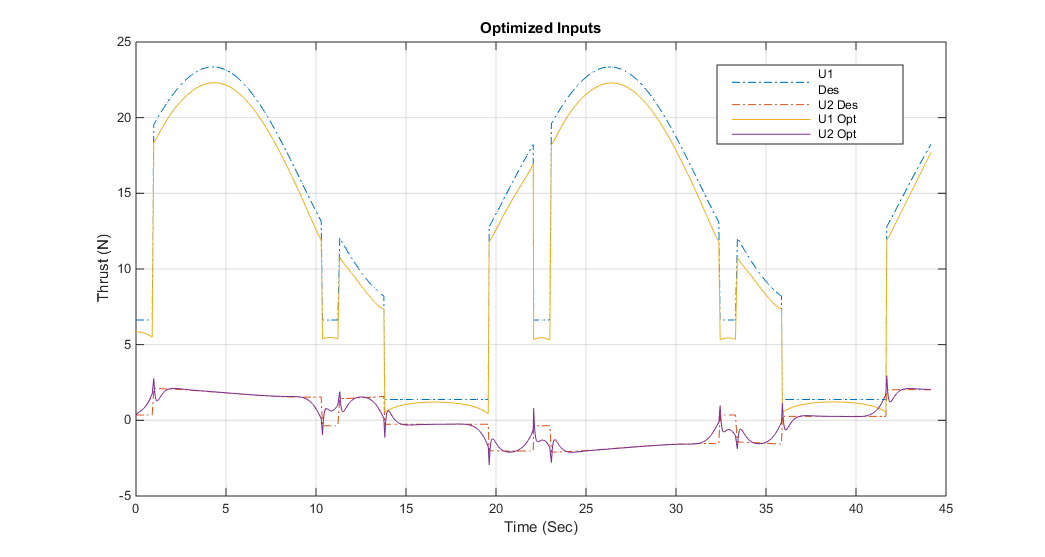 Optimized Inputs
25
20
15
10
5
0
-5
Thrust (N)
0 5 10 15 20 25 30 35 40 45
Time (Sec)
U1
Des
U2 Des
U1 Opt
U2 Opt